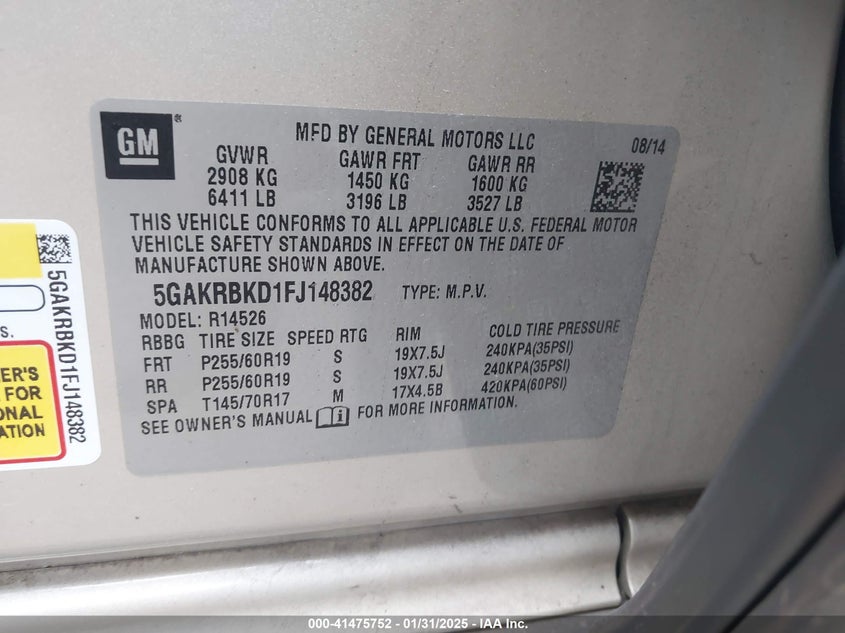 GM
MFD BY GENERAL MOTORS LLC 08/14
GVWR GAWR FRT GAWR RR
2908 KG 1450 KG 1600 KG
6411 LB 3196 LB 3527 LB
THIS VEHICLE CONFORMS TO ALL APPLICABLE U.S. FEDERAL MOTOR
VEHICLE SAFETY STANDARDS IN EFFECT ON THE DATE OF
MANUFACTURE SHOWN ABOVE.
5GAKRBKD1FJ148382 TYPE: M.P.V.
MODEL: R14526
RBBG TIRE SIZE SPEED RTG RIM COLD TIRE PRESSURE
FRT P255/60R19 S 19X7.5J 240KPA(35PSI)
RR P255/60R19 S 19X7.5J 240KPA(35PSI)
SPA T145/70R17 M 17X4.5B 420KPA(60PSI)
SEE OWNER'S MANUAL i FOR MORE INFORMATION.
5GAKRBKD1FJ148382
S.
ER'S
FOR
ONAL
ATION
000-41475752 - 01/31/2025 - IAA Inc.